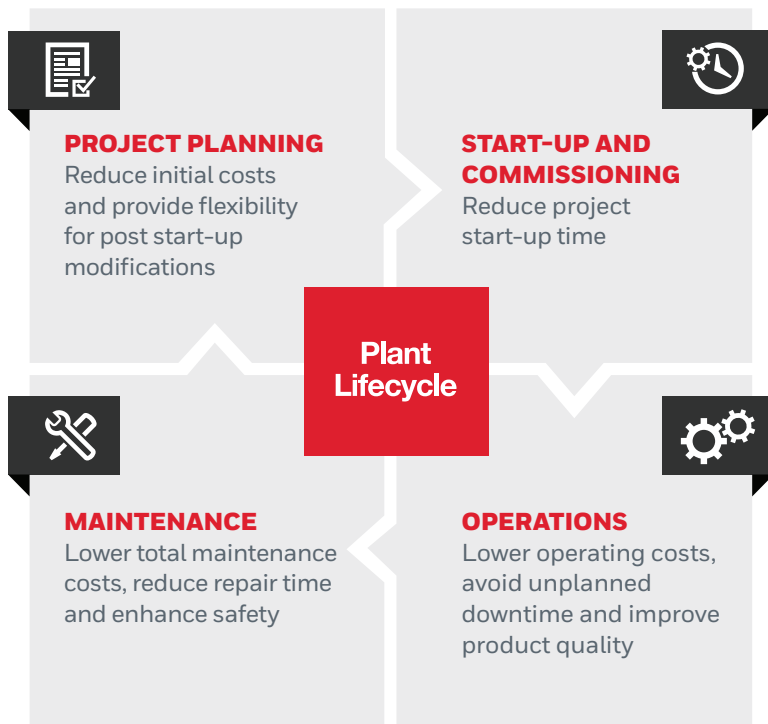 PROJECT PLANNING
Reduce initial costs
and provide flexibility
for post start-up
modifications
START-UP AND
COMMISSIONING
Reduce project
start-up time
Plant
Lifecycle
MAINTENANCE
Lower total maintenance
costs, reduce repair time
and enhance safety
OPERATIONS
Lower operating costs,
avoid unplanned
downtime and improve
product quality